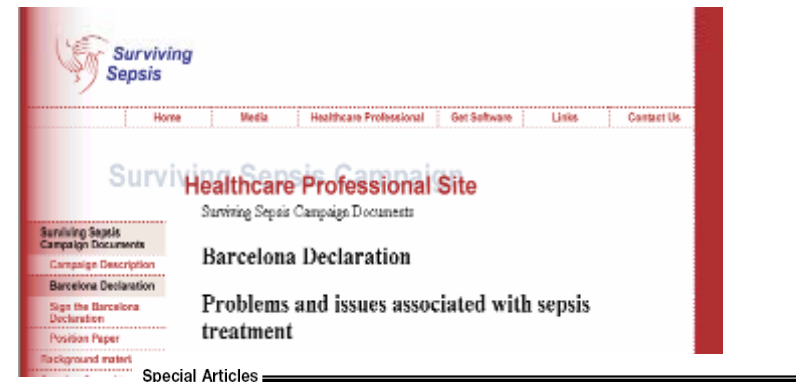 Surviving
Sepsis
Home Media Healthcare Professional Get Software Links Contact Us
Surviving Sepsis Campaign
Healthcare Professional Site
Surviving Sepsis Campaign Documents
Surviving Sepsis
Campaign Documents
Campaign Description
Barcelona Declaration
Sign the Barcelona
Declaration
Position Paper
Background materi
Barcelona Declaration
Problems and issues associated with sepsis
treatment
Special Articles